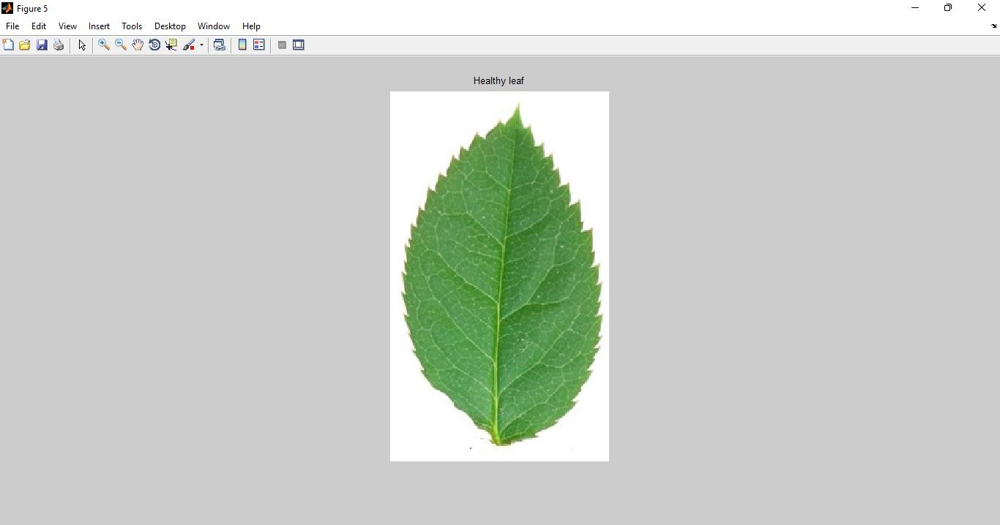 Figure 5
File Edit View Insert Tools Desktop Window Help
Healthy leaf